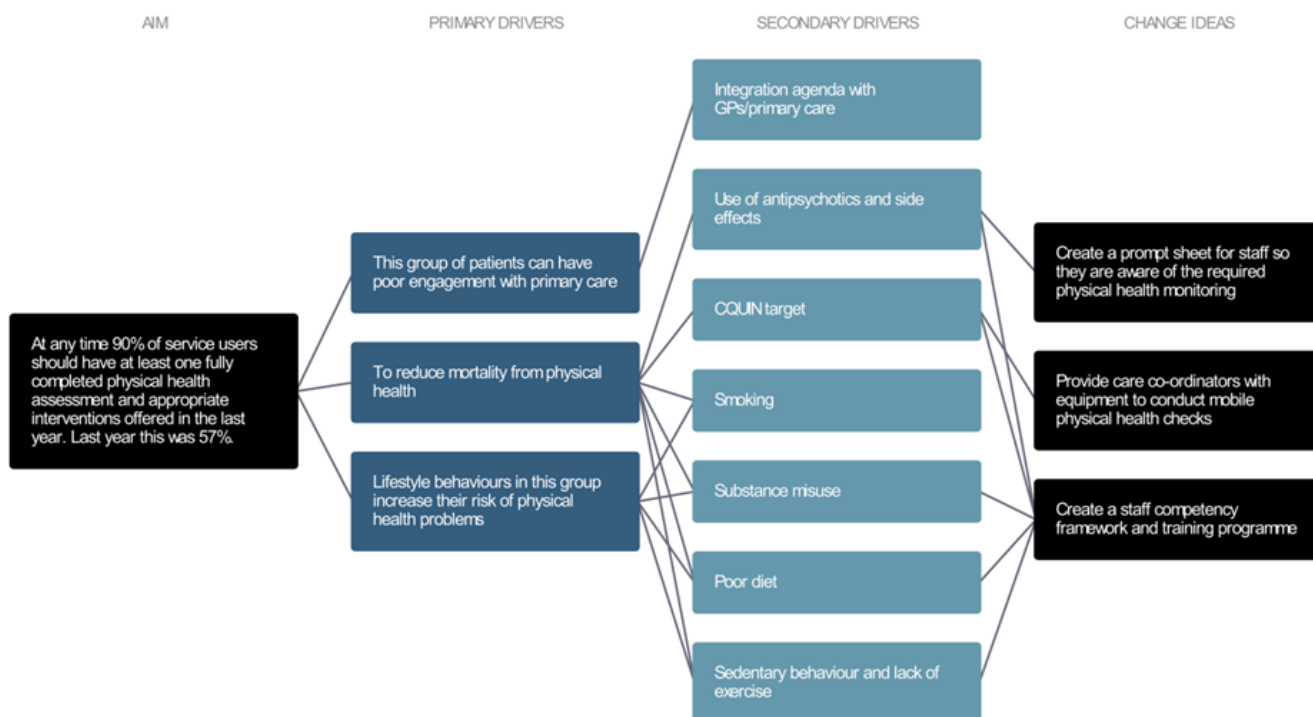 AIM
PRIMARY DRIVERS
SECONDARY DRIVERS
CHANGE IDEAS
At any time 90% of service users
should have at least one fully
completed physical health
assessment and appropriate
interventions offered in the last
year. Last year this was 57%.
This group of patients can have
poor engagement with primary care
To reduce mortality from physical
health
Lifestyle behaviours in this group
increase their risk of physical
health problems
Integration agenda with
GPs/primary care
Use of antipsychotics and side
effects
CQUIN target
Smoking
Substance misuse
Poor diet
Sedentary behaviour and lack of
exercise
Create a prompt sheet for staff so
they are aware of the required
physical health monitoring
Provide care co-ordinators with
equipment to conduct mobile
physical health checks
Create a staff competency
framework and training programme